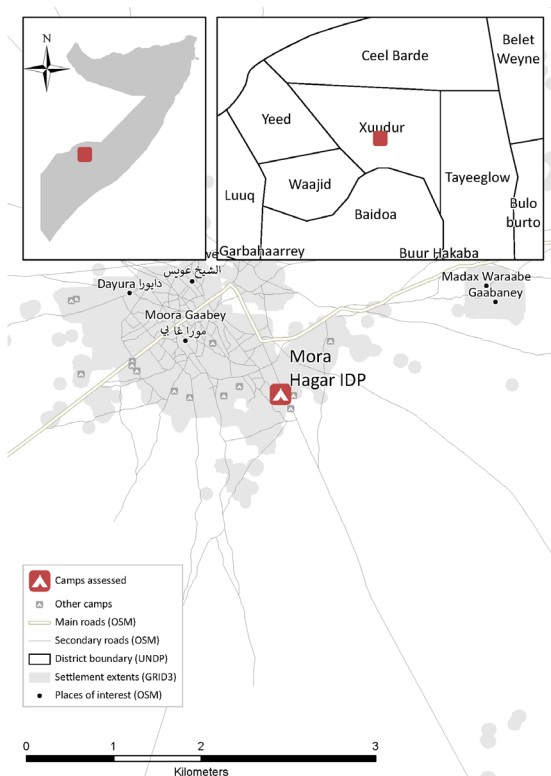 N
Ceel Barde
Belet
Weyne
Yeed
Xuudur
Luuq
Waajid
Tayeeglow
Baidoa
Bulo
burto
Garbahaarrey
Buur Hakaba
الشيخ عويس
Dayura دايورا
Madax Waraabe
Gaabaney
Moora Gaabey
مورا غا بي
Mora
Hagar IDP
Camps assessed
Other camps
Main roads (OSM)
Secondary roads (OSM)
District boundary (UNDP)
Settlement extents (GRID3)
Places of interest (OSM)
0 1 2 3
Kilometers